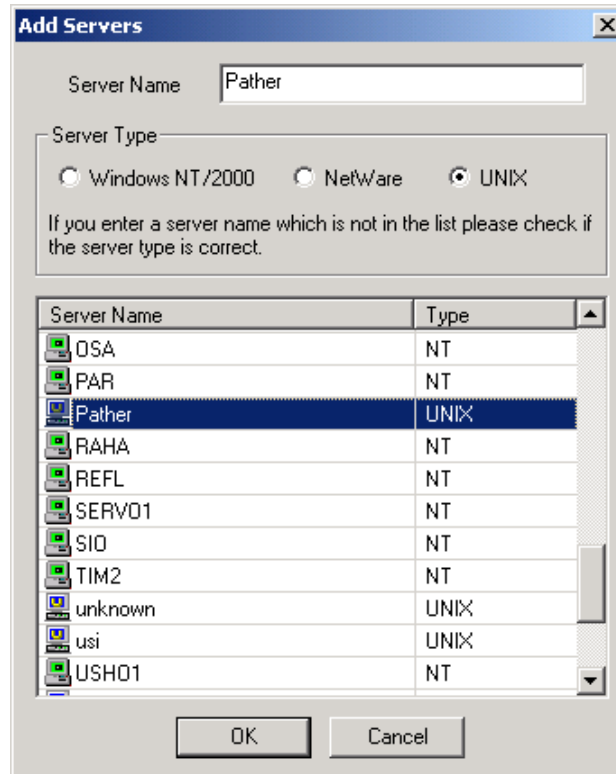 Add Servers
Server Name Pather
Server Type
Windows NT/2000 NetWare UNIX
If you enter a server name which is not in the list please check if
the server type is correct.
Server Name Type
OSA NT
PAR NT
Pather UNIX
RAHA NT
REFL NT
SERV01 NT
SIO NT
TIM2 NT
unknown UNIX
usi UNIX
USH01 NT
OK Cancel